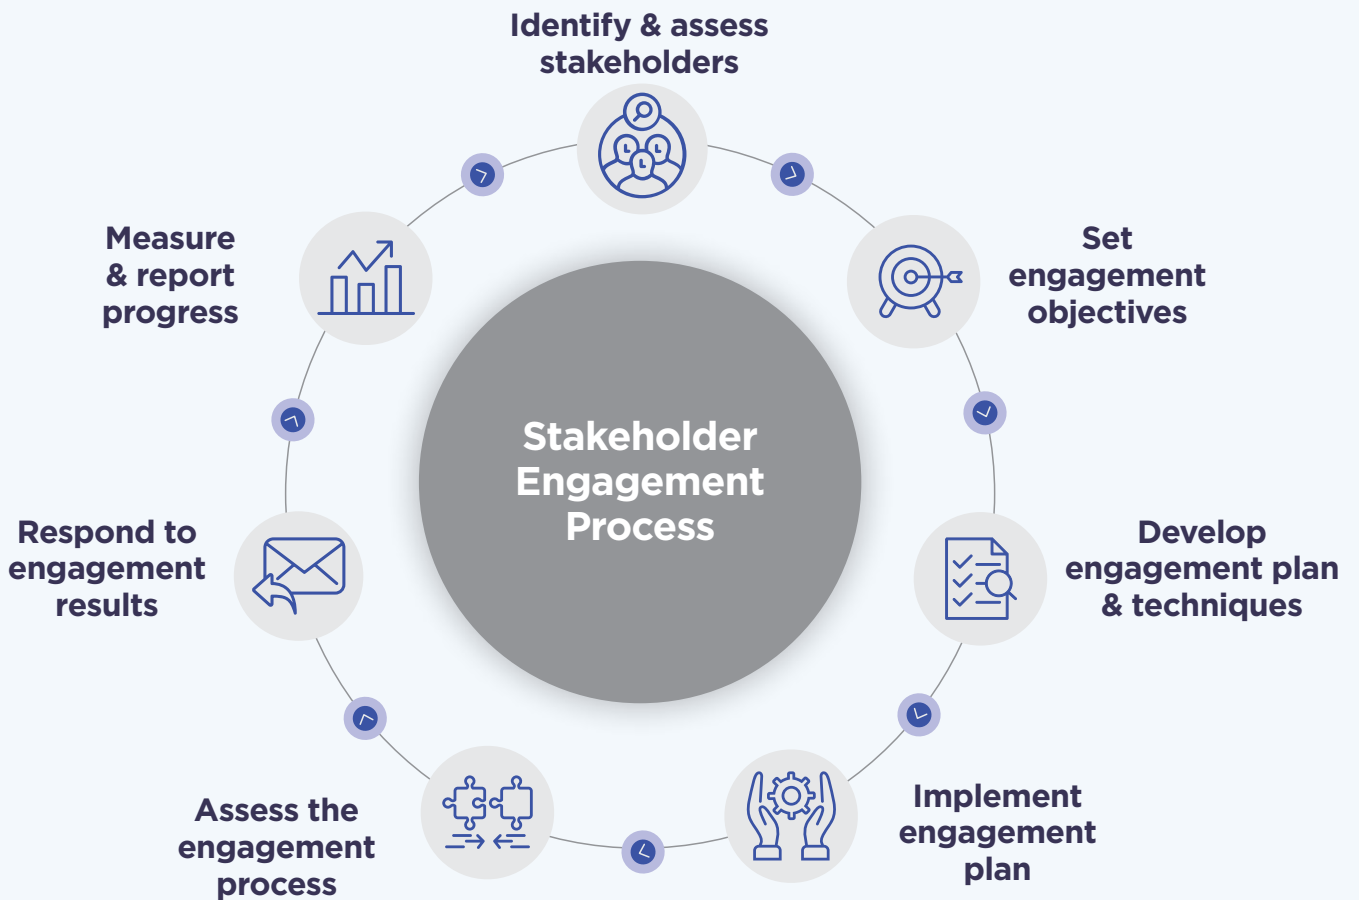 Identify & assess
stakeholders
Set
engagement
objectives
Develop
engagement plan
& techniques
Implement
engagement
plan
Assess the
engagement
process
Respond to
engagement
results
Measure
& report
progress
Stakeholder
Engagement
Process